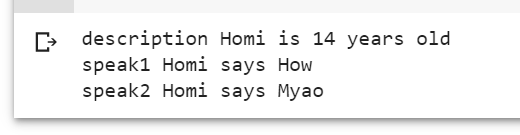 description Homi is 14 years old
speak1 Homi says How
speak2 Homi says Myao